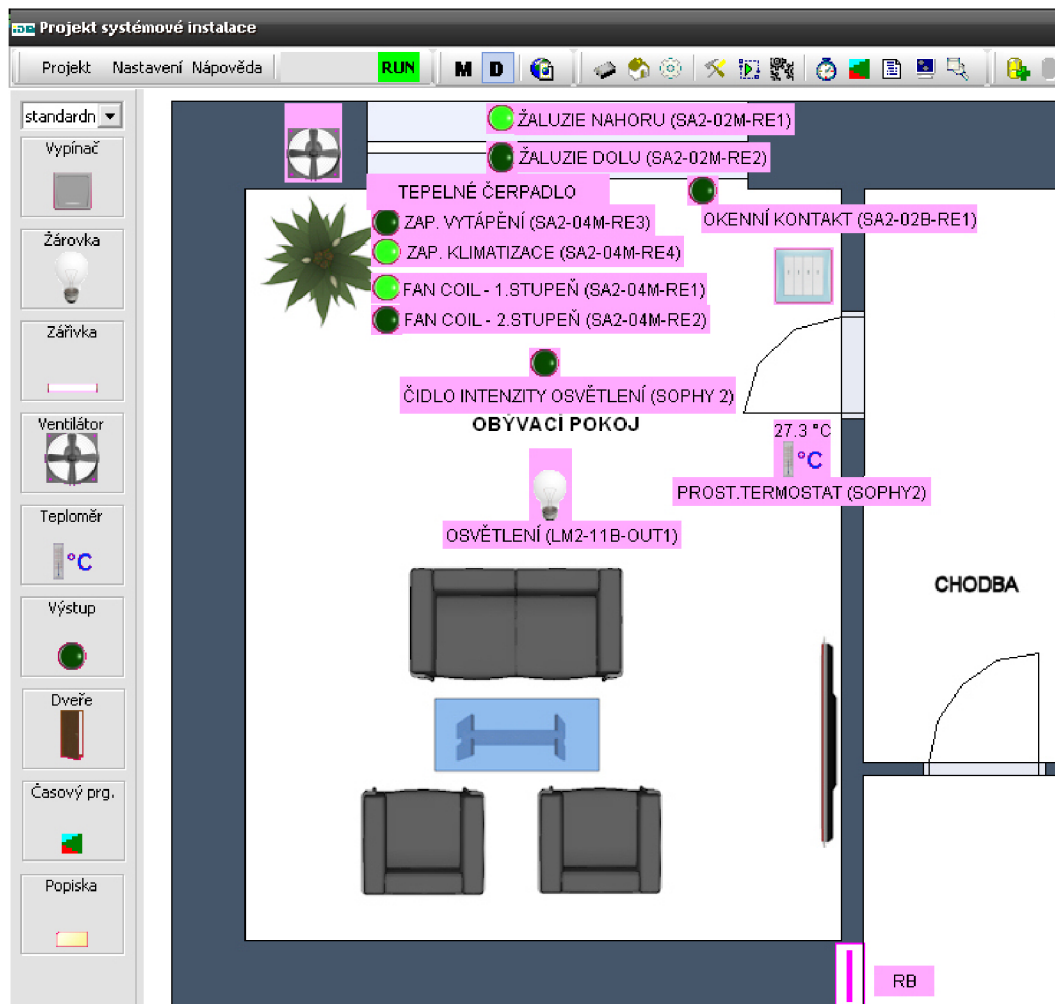 Projekt systémové instalace
Projekt Nastavení Nápověda RUN M D
standardn
Vypínač
Žárovka
Zářivka
Ventilátor
Teploměr
°C
Výstup
Dveře
Časový prg.
Popiska
ŽALUZIE NAHORU (SA2-02M-RE1)
ŽALUZIE DOLU (SA2-02M-RE2)
TEPELNÉ ČERPADLO
ZAP. VYTÁPĚNÍ (SA2-04M-RE3)
OKENNÍ KONTAKT (SA2-02B-RE1)
ZAP. KLIMATIZACE (SA2-04M-RE4)
FAN COIL - 1.STUPEŇ (SA2-04M-RE1)
FAN COIL - 2.STUPEŇ (SA2-04M-RE2)
ČIDLO INTENZITY OSVĚTLENÍ (SOPHY 2)
OBÝVACÍ POKOJ
27.3 °C
°C
PROST.TERMOSTAT (SOPHY2)
OSVĚTLENÍ (LM2-11B-OUT1)
CHODBA
RB